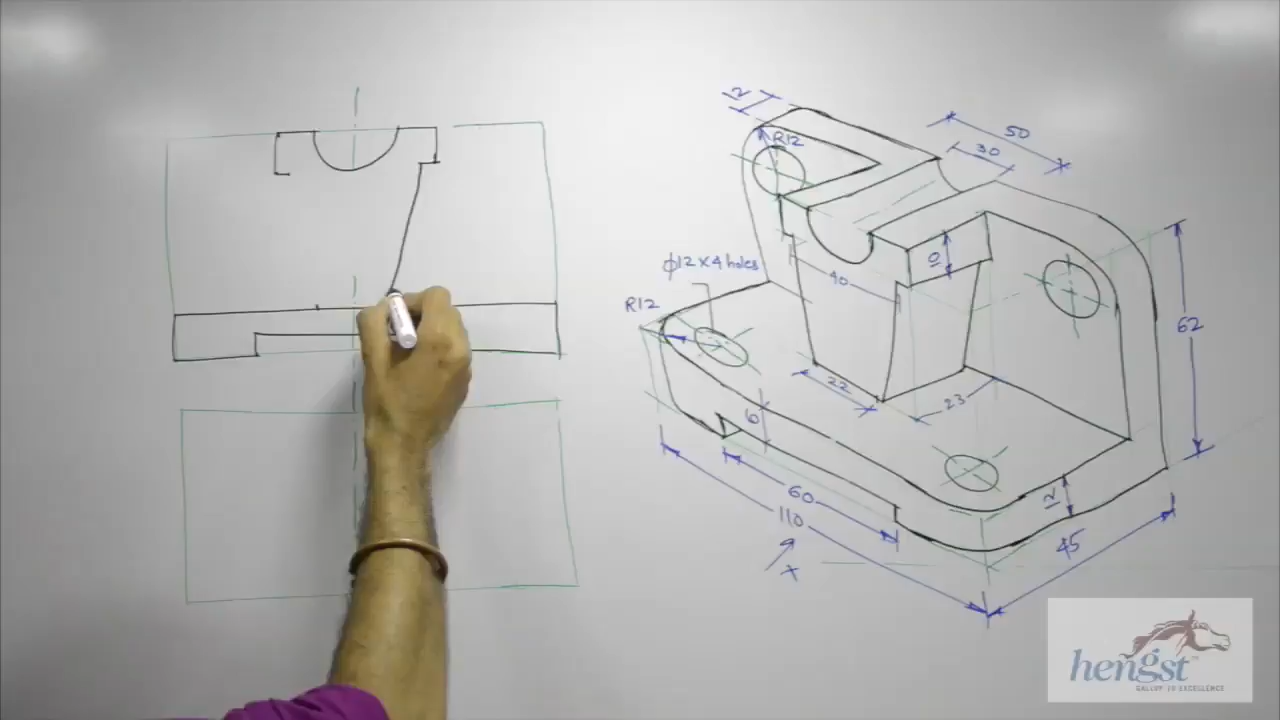 12
R12
50
30
10
40
φ12 x 4 holes
R12
62
22
23
6
60
12
110
45
x
hengst™
GALLOP TO EXCELLENCE